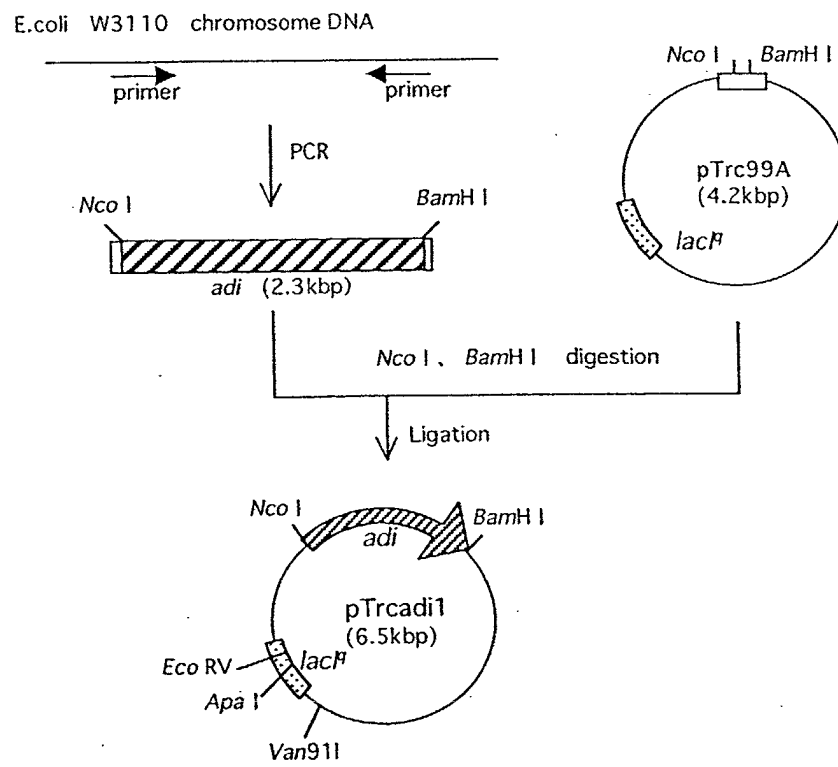 E.coli W3110 chromosome DNA
primer
primer
Nco I
BamH I
PCR
pTrc99A
(4.2kbp)
lacIq
Nco I
BamH I
adi (2.3kbp)
Nco I、BamH I digestion
Ligation
Nco I
BamH I
adi
pTrcadi1
(6.5kbp)
Eco RV
lacIq
Apa I
Van91I